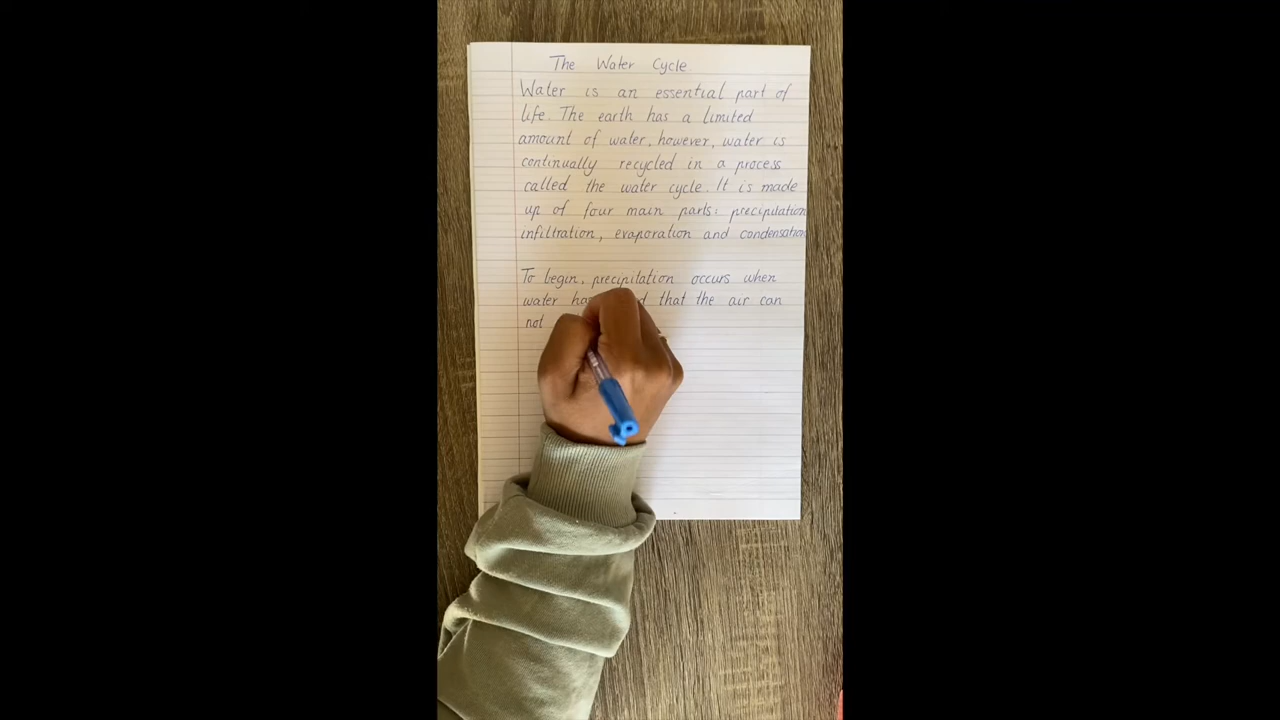 The Water Cycle
Water is an essential part of
life. The earth has a limited
amount of water, however, water is
continually recycled in a process
called the water cycle. It is made
up of four main parts: precipitation
infiltration, evaporation and condensation
To begin, precipitation occurs when
water that the air can
not